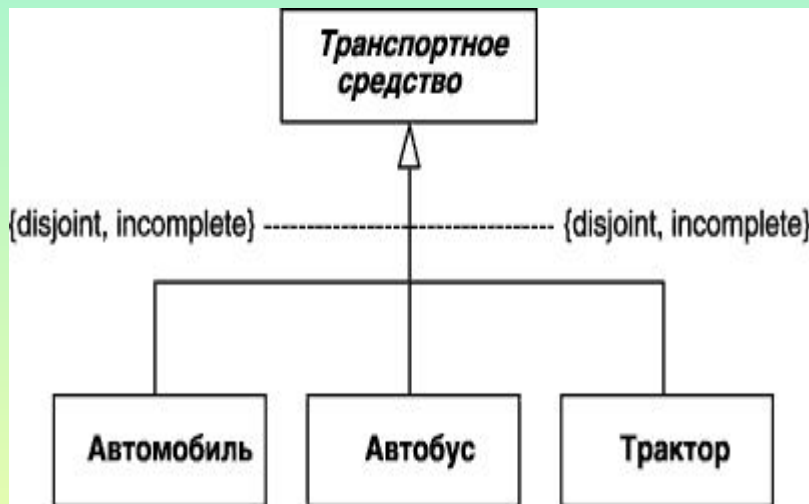 Транспортное
средство
{disjoint, incomplete} {disjoint, incomplete}
Автомобиль Автобус Трактор